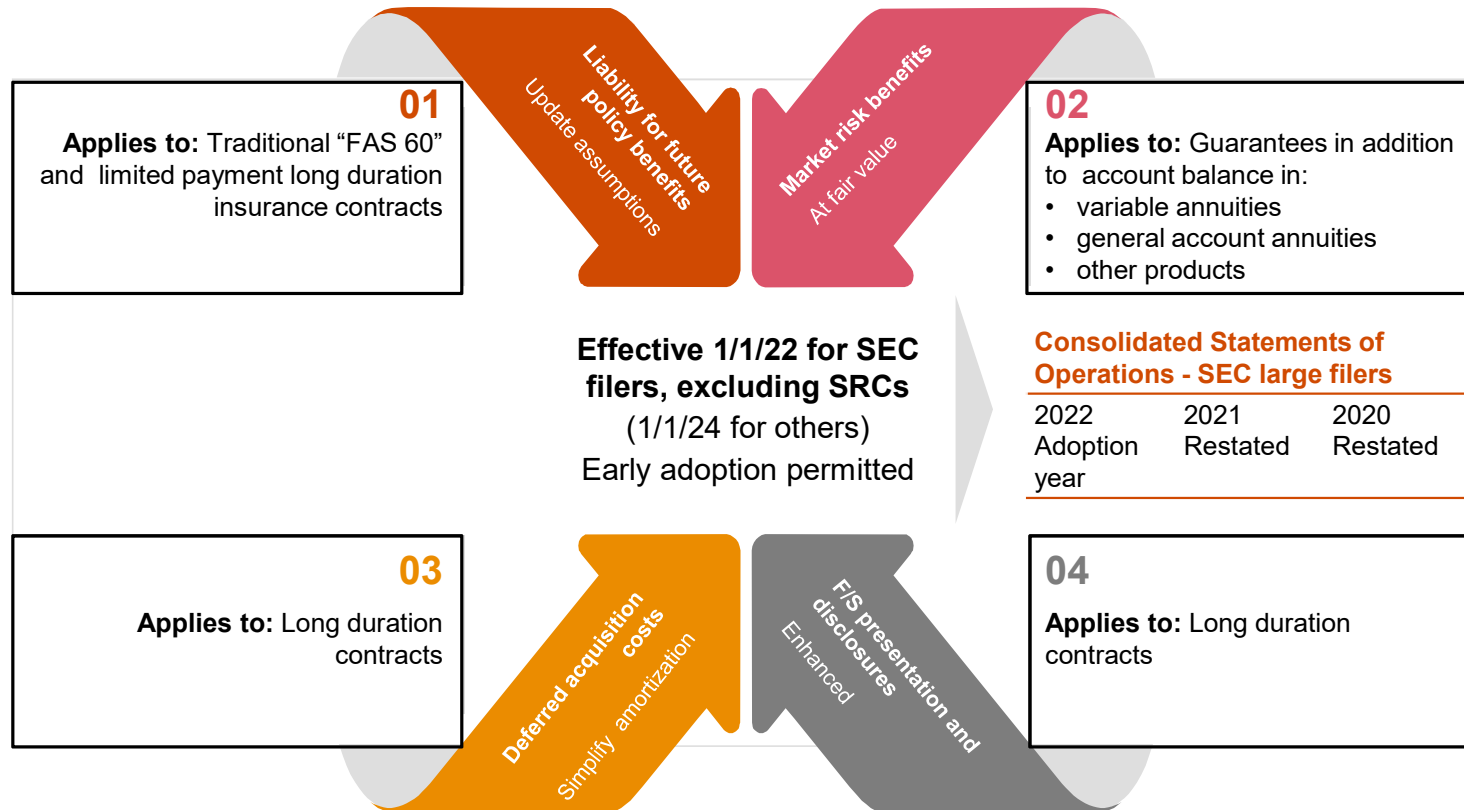 Liability for future
policy benefits
Update assumptions
Market risk benefits
At fair value
01
Applies to: Traditional “FAS 60”
and limited payment long duration
insurance contracts
02
Applies to: Guarantees in addition
to account balance in:
• variable annuities
• general account annuities
• other products
Effective 1/1/22 for SEC
filers, excluding SRCs
(1/1/24 for others)
Early adoption permitted
Consolidated Statements of
Operations - SEC large filers
2022 2021 2020
Adoption Restated Restated
year
03
Applies to: Long duration
contracts
Deferred acquisition
costs
Simplify amortization
F/S presentation and
disclosures
Enhanced
04
Applies to: Long duration
contracts